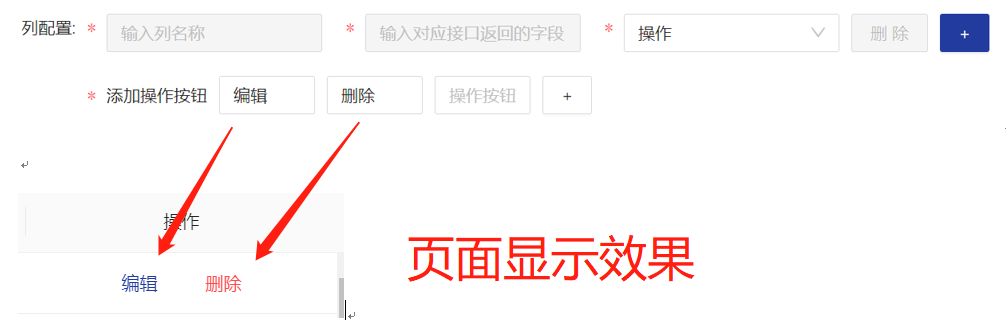 列配置: * 输入列名称 * 输入对应接口返回的字段 * 操作 删 除 +
* 添加操作按钮 编辑 删除 操作按钮 +
操作
页面显示效果
编辑 删除